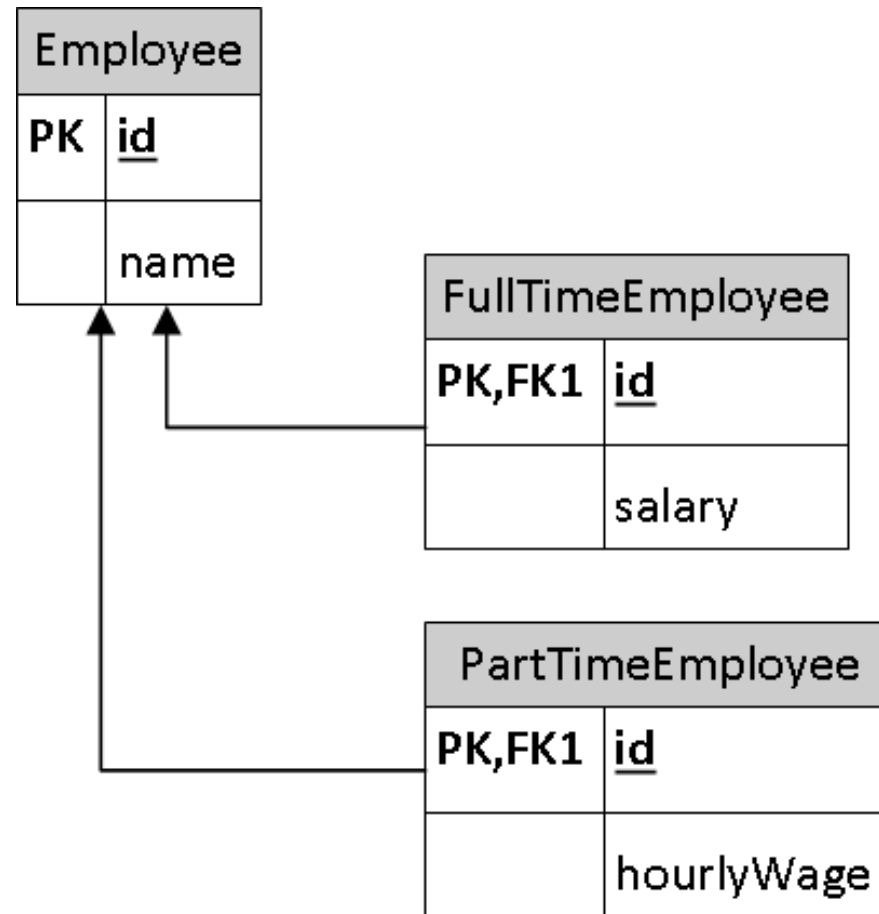 Employee
PK id
name
FullTimeEmployee
PK,FK1 id
salary
PartTimeEmployee
PK,FK1 id
hourlyWage